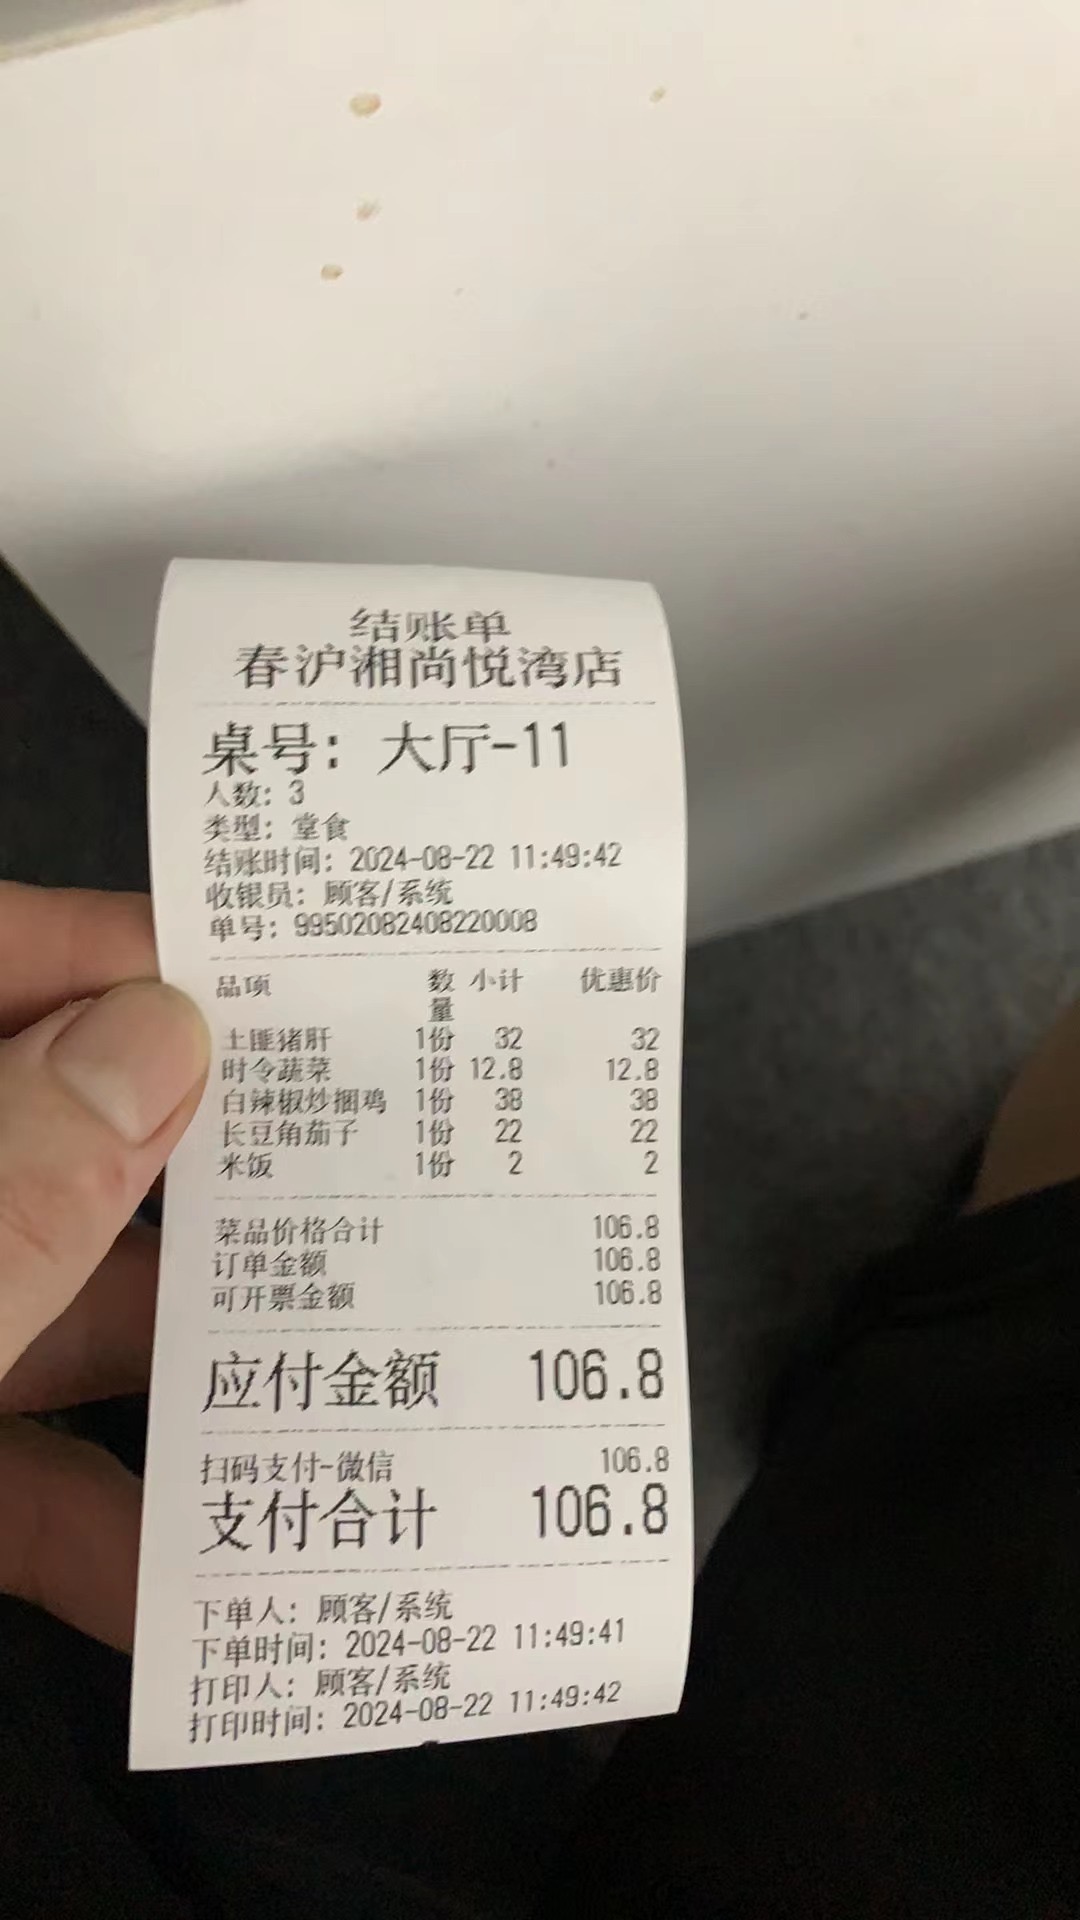 结账单
春沪湘尚悦湾店
桌号：大厅-11
人数：3
类型：堂食
结账时间：2024-08-22 11:49:42
收银员：顾客/系统
单号：99502082408220008
品项 数量 小计 优惠价
土匪猪肝 1份 32 32
时令蔬菜 1份 12.8 12.8
白辣椒炒捆鸡 1份 38 38
长豆角茄子 1份 22 22
米饭 1份 2 2
菜品价格合计 106.8
订单金额 106.8
可开票金额 106.8
应付金额 106.8
扫码支付-微信 106.8
支付合计 106.8
下单人：顾客/系统
下单时间：2024-08-22 11:49:41
打印人：顾客/系统
打印时间：2024-08-22 11:49:42